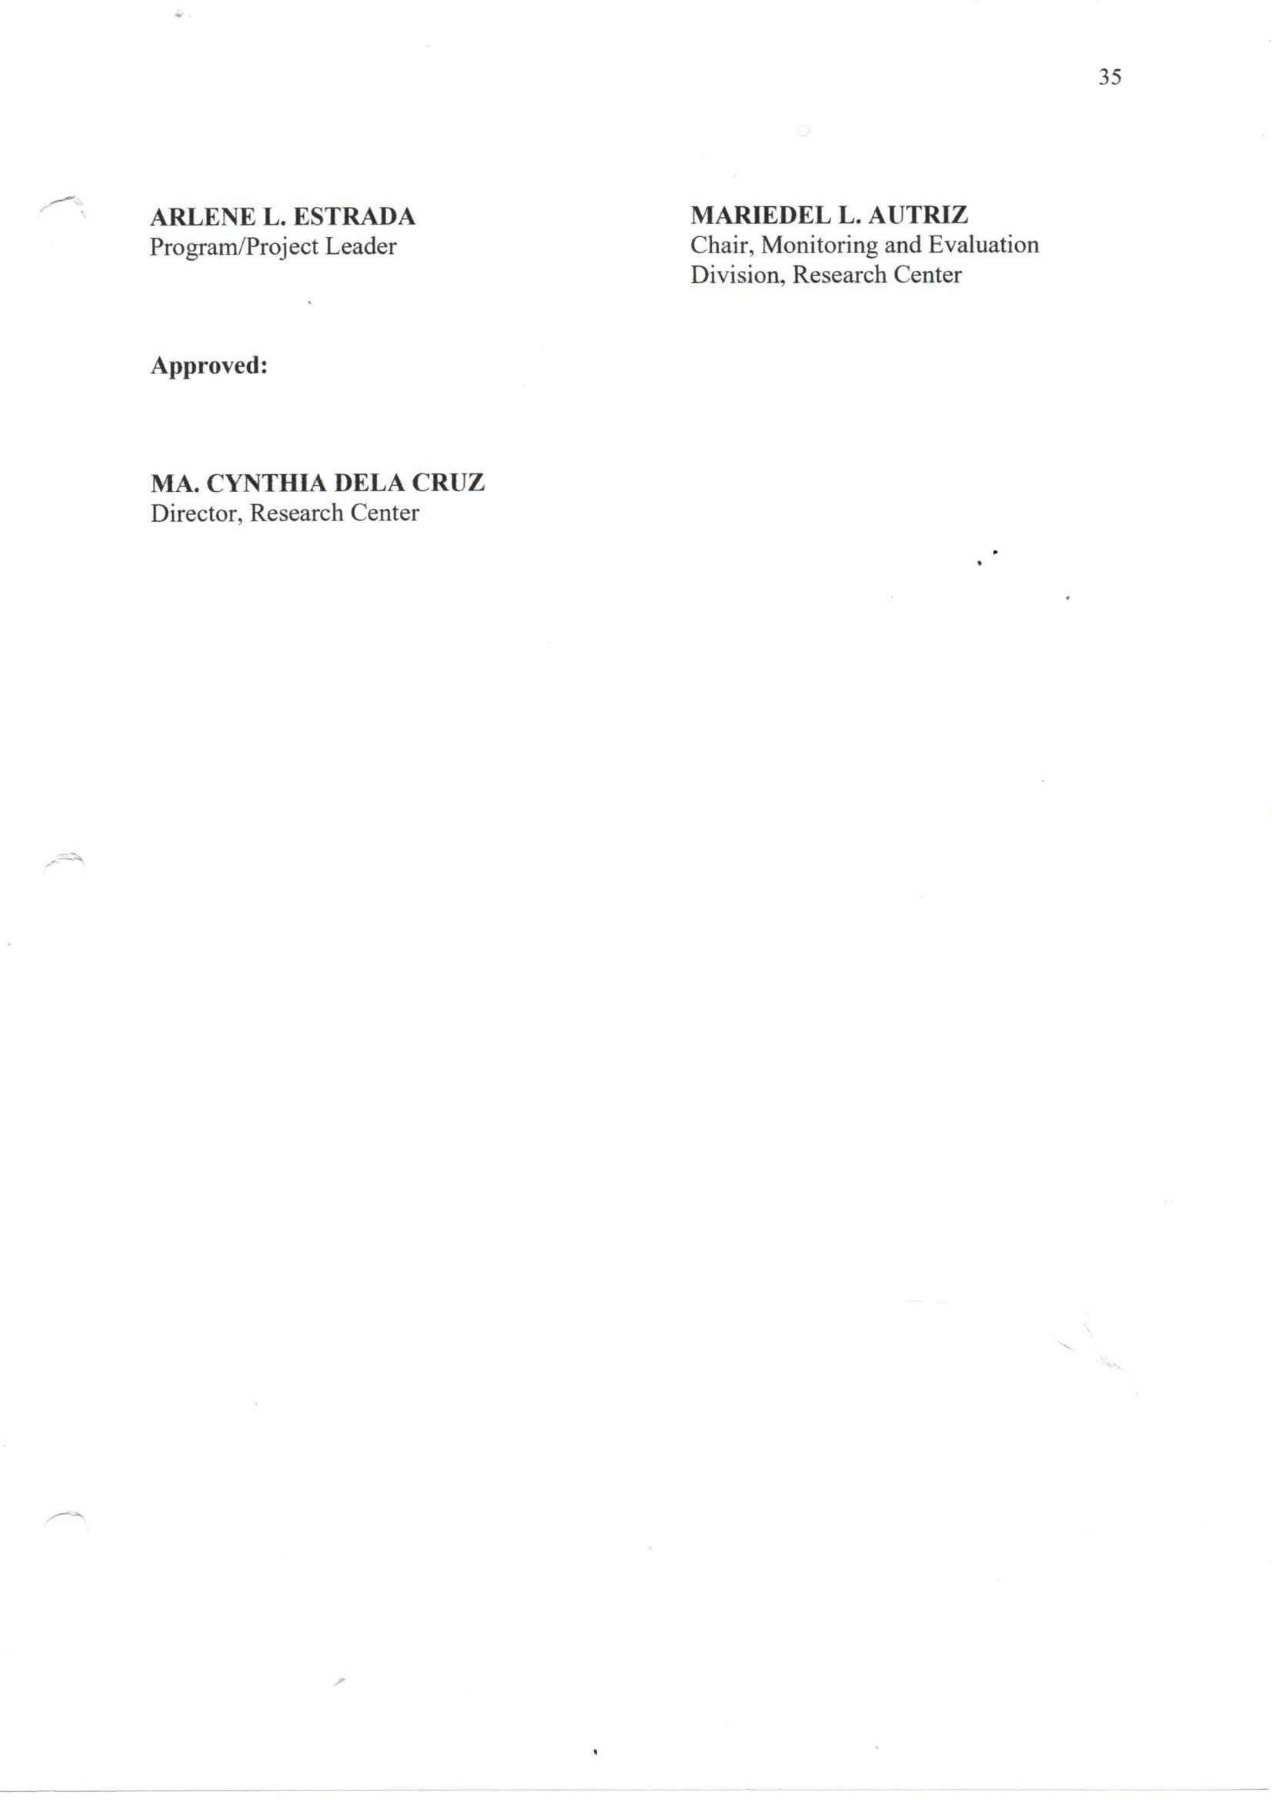 35
ARLENE L. ESTRADA
Program/Project Leader
MARIEDEL L. AUTRIZ
Chair, Monitoring and Evaluation
Division, Research Center
Approved:
MA. CYNTHIA DELA CRUZ
Director, Research Center